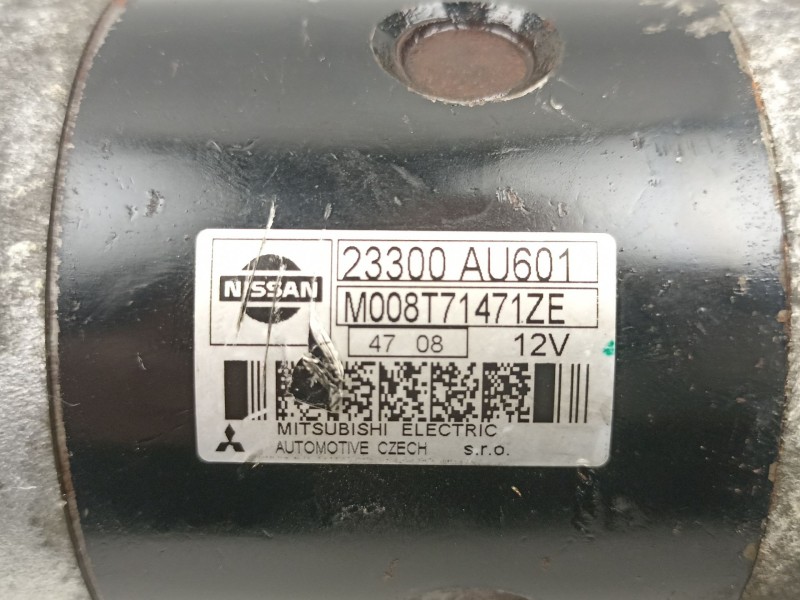 NISSAN
23300 AU601
M008T71471ZE
47 08 12V
MITSUBISHI ELECTRIC
AUTOMOTIVE CZECH s.r.o.